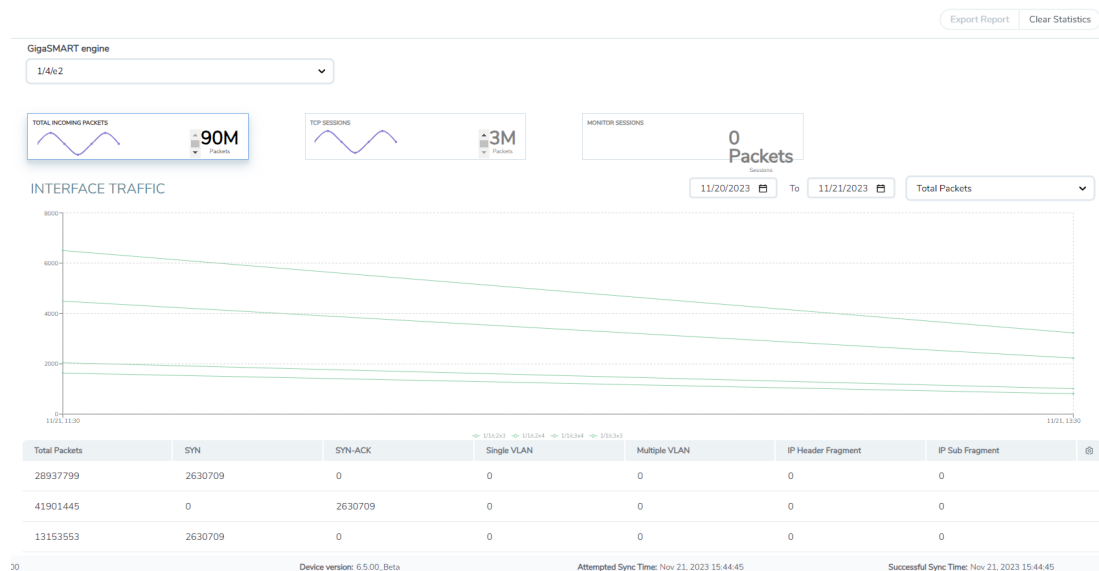 Export Report Clear Statistics
GigaSMART engine
1/4/e2
TOTAL INCOMING PACKETS
90M
Packets
TCP SESSIONS
3M
Packets
MONITOR SESSIONS
0
Packets
Sessions
INTERFACE TRAFFIC
11/20/2023 To 11/21/2023 Total Packets
8000
6000
4000
2000
0
11/21, 11:30 11/21, 13:30
Total Packets SYN SYN-ACK Single VLAN Multiple VLAN IP Header Fragment IP Sub Fragment
28937799 2630709 0 0 0 0 0
41901445 0 2630709 0 0 0 0
13153553 2630709 0 0 0 0 0
00 Device version: 6.5.00_Beta Attempted Sync Time: Nov 21, 2023 15:44:45 Successful Sync Time: Nov 21, 2023 15:44:45